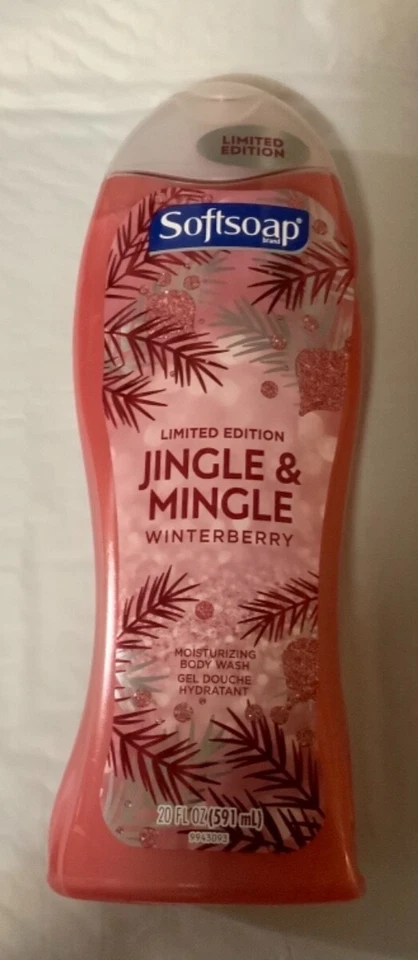 LIMITED
EDITION
Softsoap®
brand
LIMITED EDITION
JINGLE &
MINGLE
WINTERBERRY
MOISTURIZING
BODY WASH
GEL DOUCHE
HYDRATANT
20 FL OZ (591 mL)
9943093